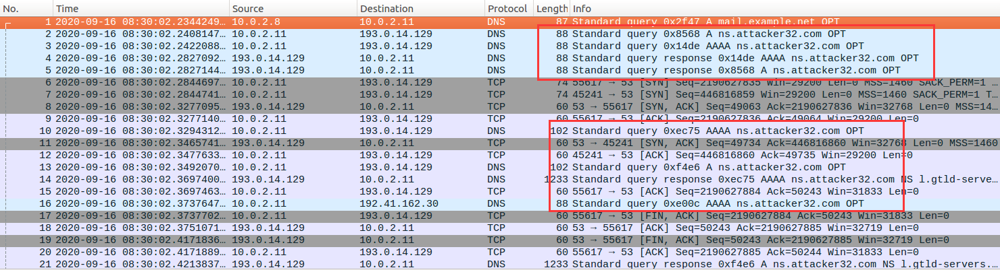 No. Time Source Destination Protocol Length Info
1 2020-09-16 08:30:02.2344249… 10.0.2.8 10.0.2.11 DNS 87 Standard query 0x2f47 A mail.example.net OPT
2 2020-09-16 08:30:02.2408147… 10.0.2.11 193.0.14.129 DNS 88 Standard query 0x8568 A ns.attacker32.com OPT
3 2020-09-16 08:30:02.2422088… 10.0.2.11 193.0.14.129 DNS 88 Standard query 0x14de AAAA ns.attacker32.com OPT
4 2020-09-16 08:30:02.2827092… 193.0.14.129 10.0.2.11 DNS 88 Standard query response 0x14de AAAA ns.attacker32.com OPT
5 2020-09-16 08:30:02.2827144… 193.0.14.129 10.0.2.11 DNS 88 Standard query response 0x8568 A ns.attacker32.com OPT
6 2020-09-16 08:30:02.2844697… 10.0.2.11 193.0.14.129 TCP 74 55617 → 53 [SYN] Seq=2190627835 Win=29200 Len=0 MSS=1460 SACK_PERM=1 …
7 2020-09-16 08:30:02.2844741… 10.0.2.11 193.0.14.129 TCP 74 45241 → 53 [SYN] Seq=446816859 Win=29200 Len=0 MSS=1460 SACK_PERM=1 T…
8 2020-09-16 08:30:02.3277095… 193.0.14.129 10.0.2.11 TCP 60 53 → 55617 [SYN, ACK] Seq=49063 Ack=2190627836 Win=32768 Len=0 MSS=14…
9 2020-09-16 08:30:02.3277140… 10.0.2.11 193.0.14.129 TCP 60 55617 → 53 [ACK] Seq=2190627836 Ack=49064 Win=29200 Len=0
10 2020-09-16 08:30:02.3294312… 10.0.2.11 193.0.14.129 DNS 102 Standard query 0xec75 AAAA ns.attacker32.com OPT
11 2020-09-16 08:30:02.3465741… 193.0.14.129 10.0.2.11 TCP 60 53 → 45241 [SYN, ACK] Seq=49734 Ack=446816860 Win=32768 Len=0 MSS=1460
12 2020-09-16 08:30:02.3477633… 10.0.2.11 193.0.14.129 TCP 60 45241 → 53 [ACK] Seq=446816860 Ack=49735 Win=29200 Len=0
13 2020-09-16 08:30:02.3492070… 10.0.2.11 193.0.14.129 DNS 102 Standard query 0xf4e6 A ns.attacker32.com OPT
14 2020-09-16 08:30:02.3697400… 193.0.14.129 10.0.2.11 DNS 1233 Standard query response 0xec75 AAAA ns.attacker32.com NS l.gtld-serve…
15 2020-09-16 08:30:02.3697463… 10.0.2.11 193.0.14.129 TCP 60 55617 → 53 [ACK] Seq=2190627884 Ack=50243 Win=31833 Len=0
16 2020-09-16 08:30:02.3737647… 10.0.2.11 192.41.162.30 DNS 88 Standard query 0xe00c AAAA ns.attacker32.com OPT
17 2020-09-16 08:30:02.3737702… 10.0.2.11 193.0.14.129 TCP 60 55617 → 53 [FIN, ACK] Seq=2190627884 Ack=50243 Win=31833 Len=0
18 2020-09-16 08:30:02.3751071… 193.0.14.129 10.0.2.11 TCP 60 53 → 55617 [ACK] Seq=50243 Ack=2190627885 Win=32719 Len=0
19 2020-09-16 08:30:02.4171836… 193.0.14.129 10.0.2.11 TCP 60 53 → 55617 [FIN, ACK] Seq=50243 Ack=2190627885 Win=32719 Len=0
20 2020-09-16 08:30:02.4171889… 10.0.2.11 193.0.14.129 TCP 60 55617 → 53 [ACK] Seq=2190627885 Ack=50244 Win=31833 Len=0
21 2020-09-16 08:30:02.4213837… 193.0.14.129 10.0.2.11 DNS 1233 Standard query response 0xf4e6 A ns.attacker32.com NS l.gtld-servers.…